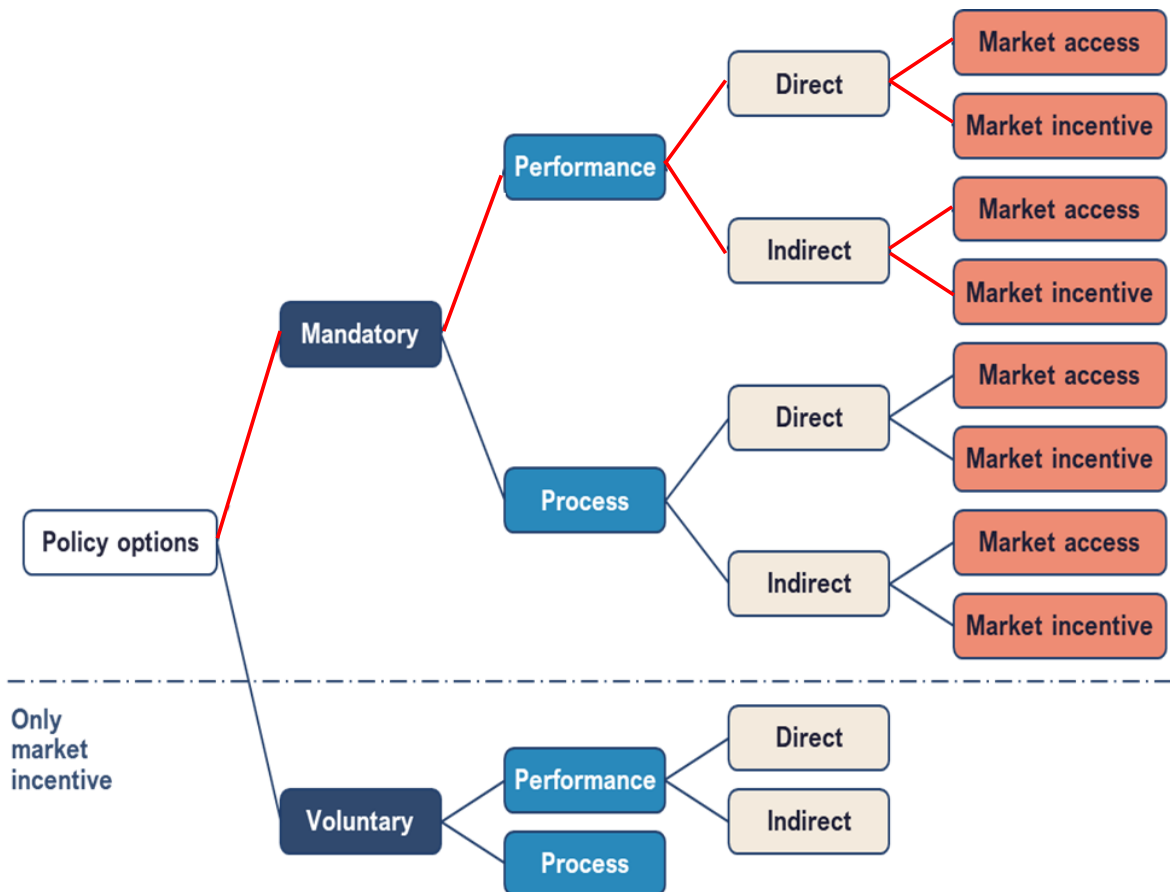 Market access
Direct
Market incentive
Performance
Market access
Indirect
Market incentive
Mandatory
Market access
Direct
Market incentive
Process
Policy options
Market access
Indirect
Market incentive
Only
market
incentive
Direct
Performance
Voluntary
Indirect
Process